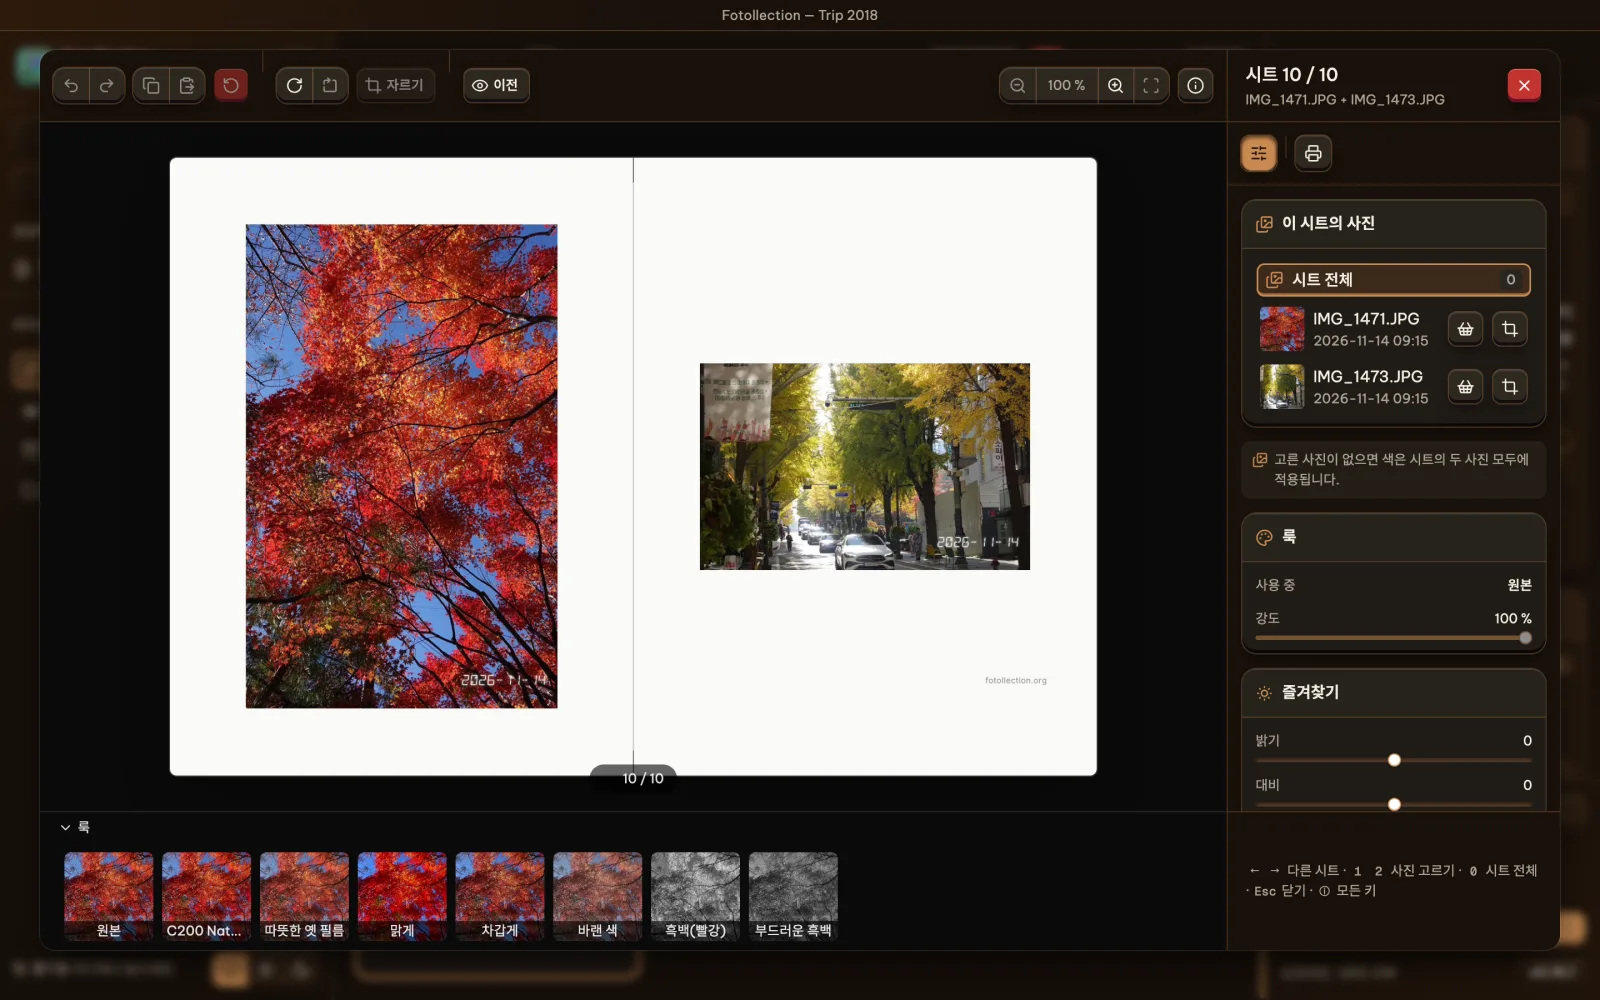 Fotollection — Trip 2018
자르기
이전
100 %
시트 10 / 10
IMG_1471.JPG + IMG_1473.JPG
이 시트의 사진
시트 전체
0
IMG_1471.JPG
2026-11-14 09:15
IMG_1473.JPG
2026-11-14 09:15
고른 사진이 없으면 색은 시트의 두 사진 모두에
적용됩니다.
룩
사용 중
원본
강도
100 %
즐겨찾기
밝기
0
대비
0
2026-11-14
2026-11-14
fotollection.org
10 / 10
룩
원본
C200 Nat...
따뜻한 옛 필름
맑게
차갑게
바랜 색
흑백(빨강)
부드러운 흑백
← → 다른 시트 · 1 2 사진 고르기 · 0 시트 전체
· Esc 닫기 · ⓘ 모든 키